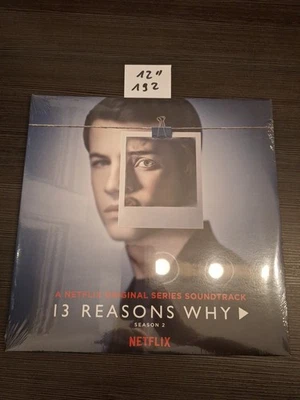 12"
192
A NETFLIX ORIGINAL SERIES SOUNDTRACK
13 REASONS WHY
SEASON 2
NETFLIX